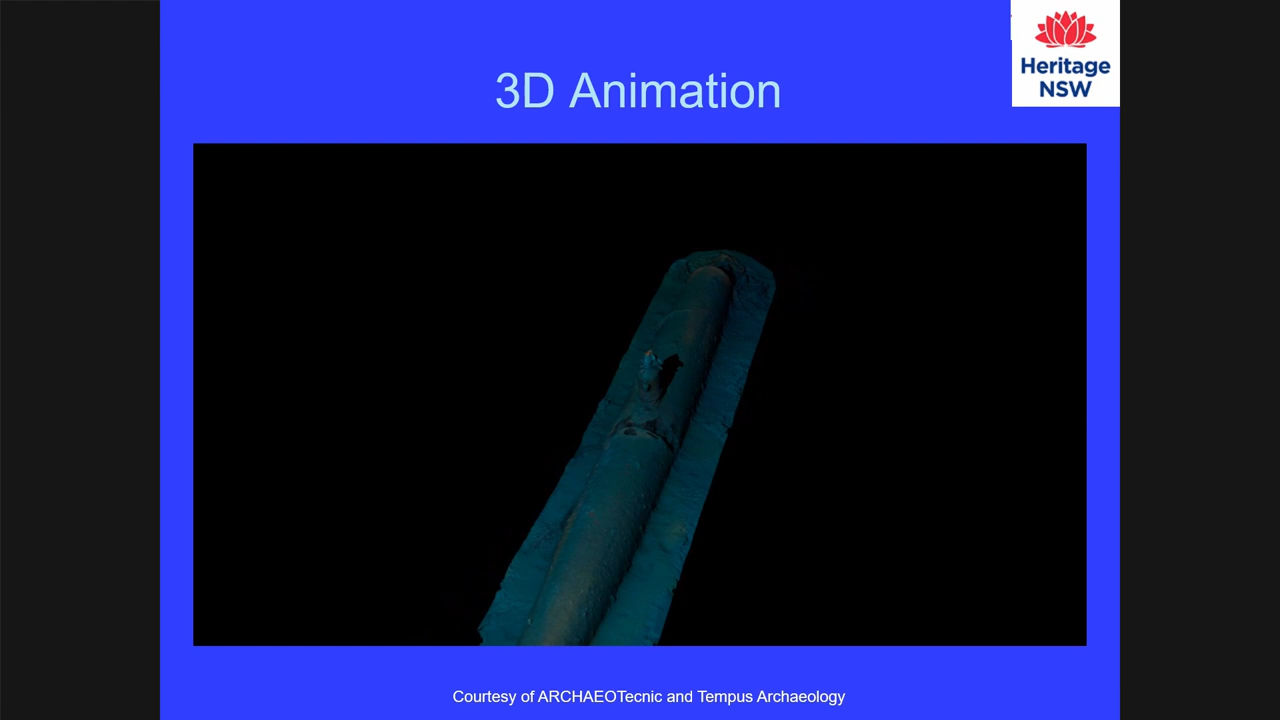 Heritage
NSW
3D Animation
Courtesy of ARCHAEOTecnic and Tempus Archaeology